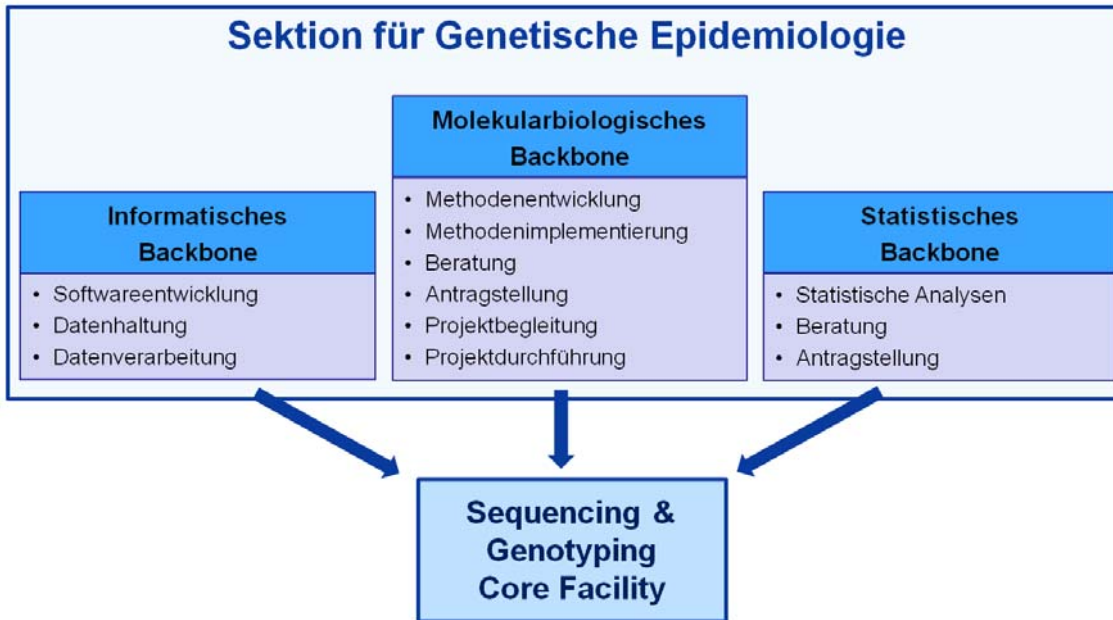 Sektion für Genetische Epidemiologie
Informatisches
Backbone
• Softwareentwicklung
• Datenhaltung
• Datenverarbeitung
Molekularbiologisches
Backbone
• Methodenentwicklung
• Methodenimplementierung
• Beratung
• Antragstellung
• Projektbegleitung
• Projektdurchführung
Statistisches
Backbone
• Statistische Analysen
• Beratung
• Antragstellung
Sequencing &
Genotyping
Core Facility